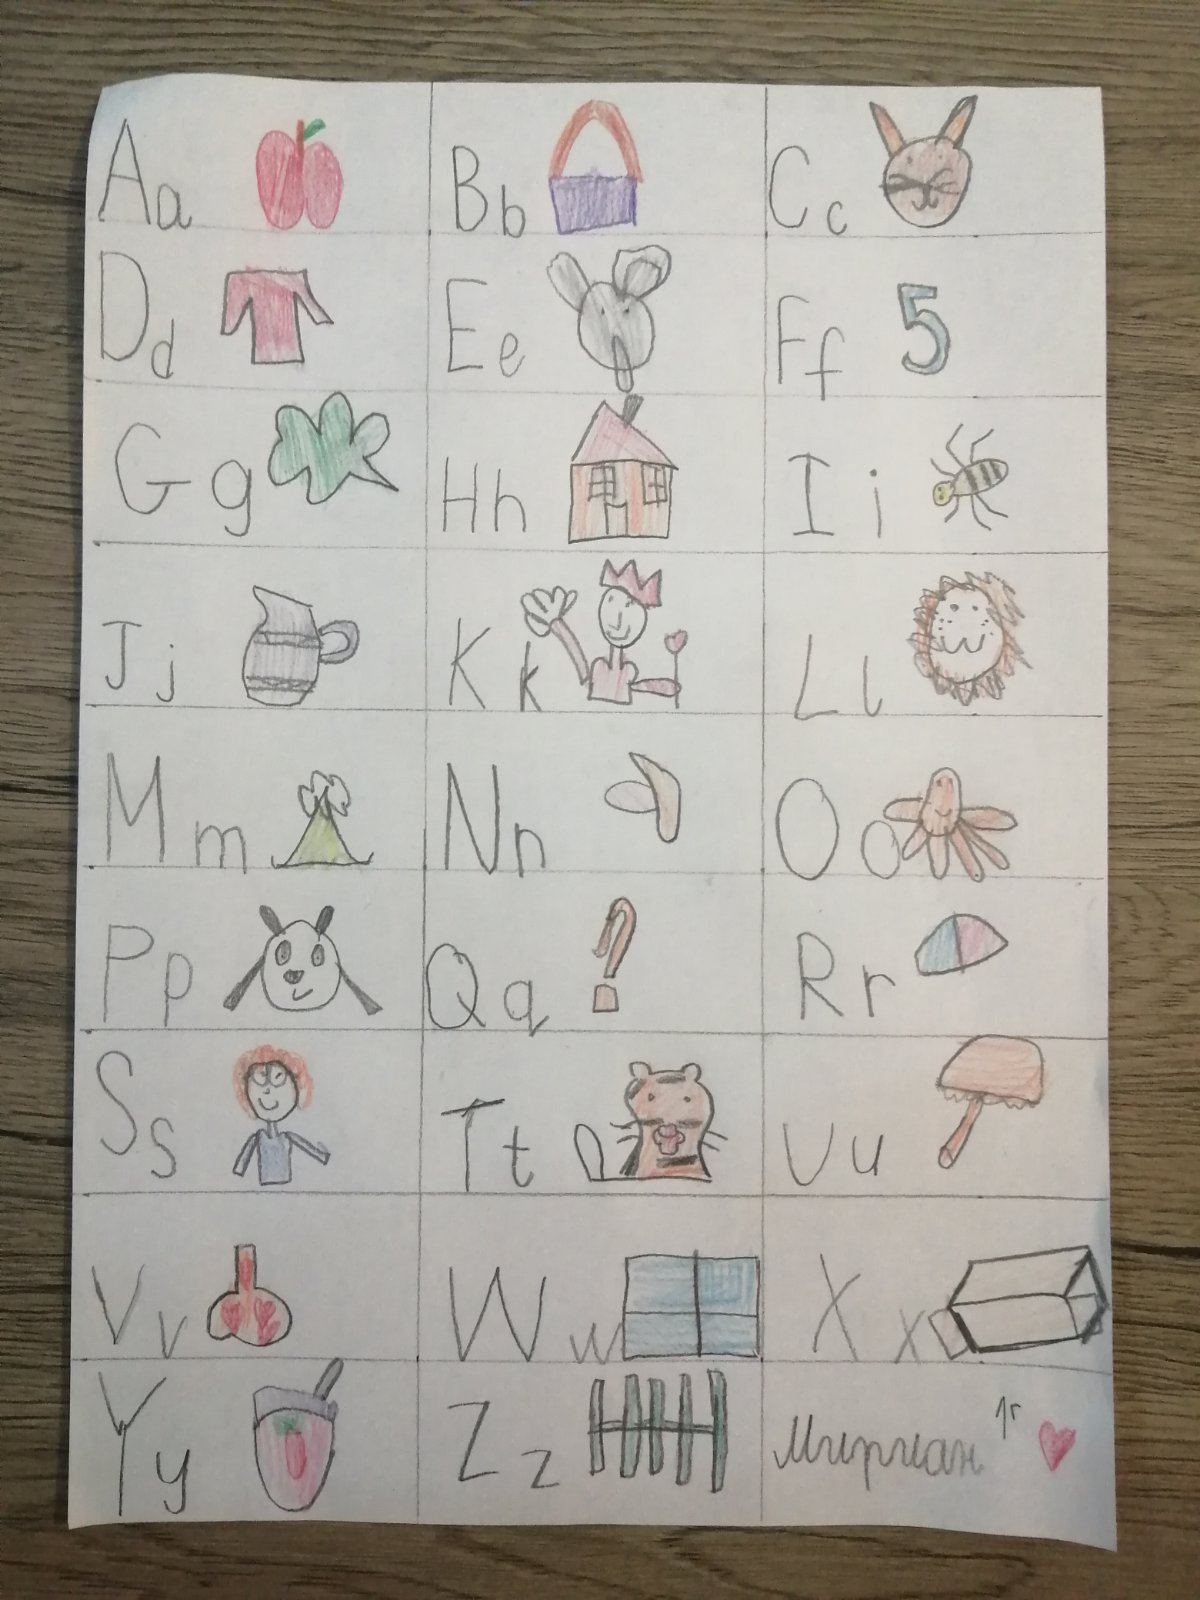 Aa Bb Cc
Dd Ee Ff 5
Gg Hh Ii
Jj Kk Ll
Mm Nn Oo
Pp Qq ? Rr
Ss Tt Uu
Vv Ww Xx
Yy Zz Мириан 1г